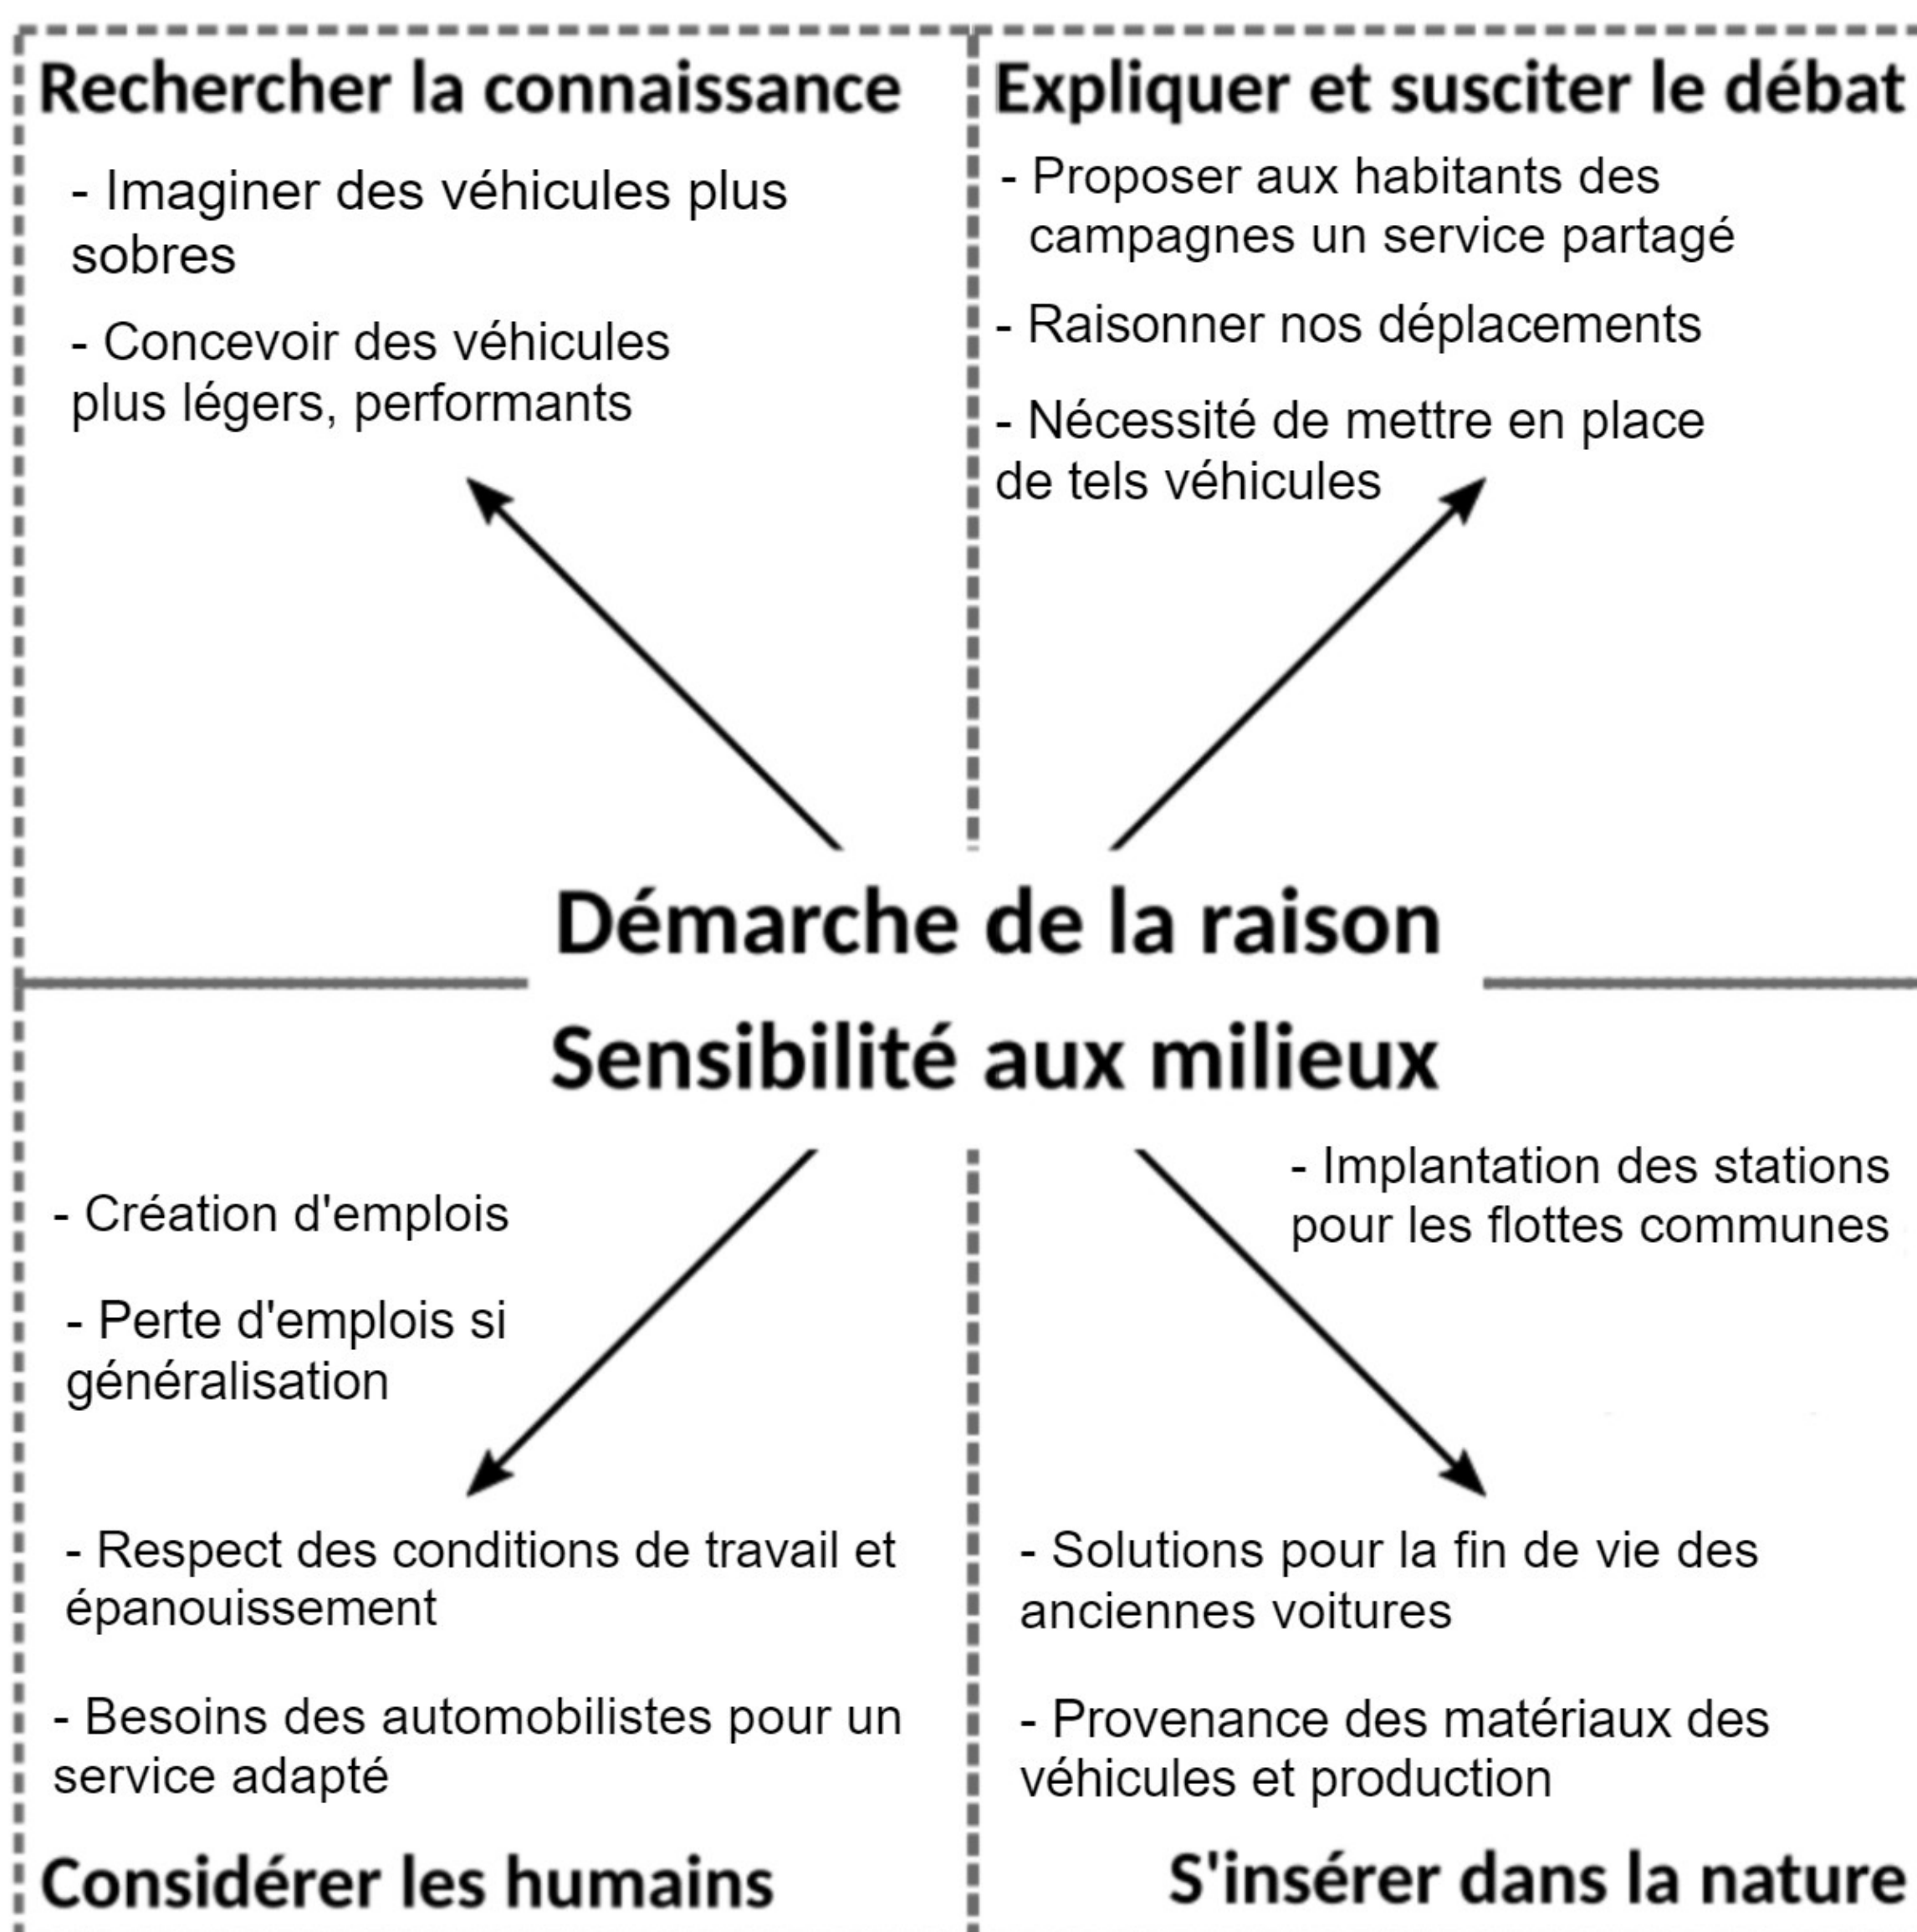 Rechercher la connaissance
- Imaginer des véhicules plus
sobres
- Concevoir des véhicules
plus légers, performants
Expliquer et susciter le débat
- Proposer aux habitants des
campagnes un service partagé
- Raisonner nos déplacements
- Nécessité de mettre en place
de tels véhicules
Démarche de la raison
Sensibilité aux milieux
- Création d'emplois
- Perte d'emplois si
généralisation
- Respect des conditions de travail et
épanouissement
- Besoins des automobilistes pour un
service adapté
Considérer les humains
- Implantation des stations
pour les flottes communes
- Solutions pour la fin de vie des
anciennes voitures
- Provenance des matériaux des
véhicules et production
S'insérer dans la nature